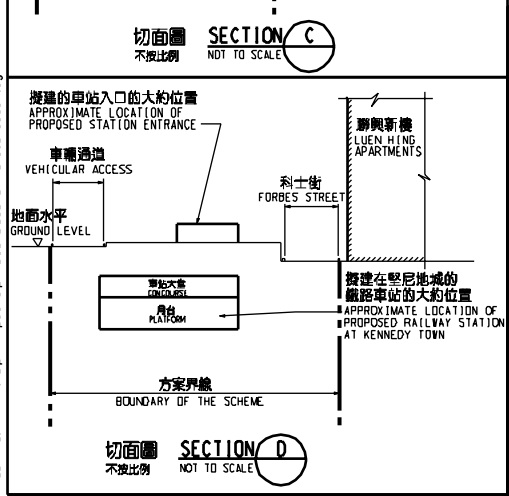 切面圖 SECTION C
不按比例 NOT TO SCALE
擬建的車站入口的大約位置
APPROXIMATE LOCATION OF
PROPOSED STATION ENTRANCE
聯興新樓
LUEN HING
APARTMENTS
車輛通道
VEHICULAR ACCESS
科士街
FORBES STREET
地面水平
GROUND LEVEL
車站大堂
CONCOURSE
月台
PLATFORM
擬建在堅尼地城的
鐵路車站的大約位置
APPROXIMATE LOCATION OF
PROPOSED RAILWAY STATION
AT KENNEDY TOWN
方案界線
BOUNDARY OF THE SCHEME
切面圖 SECTION D
不按比例 NOT TO SCALE